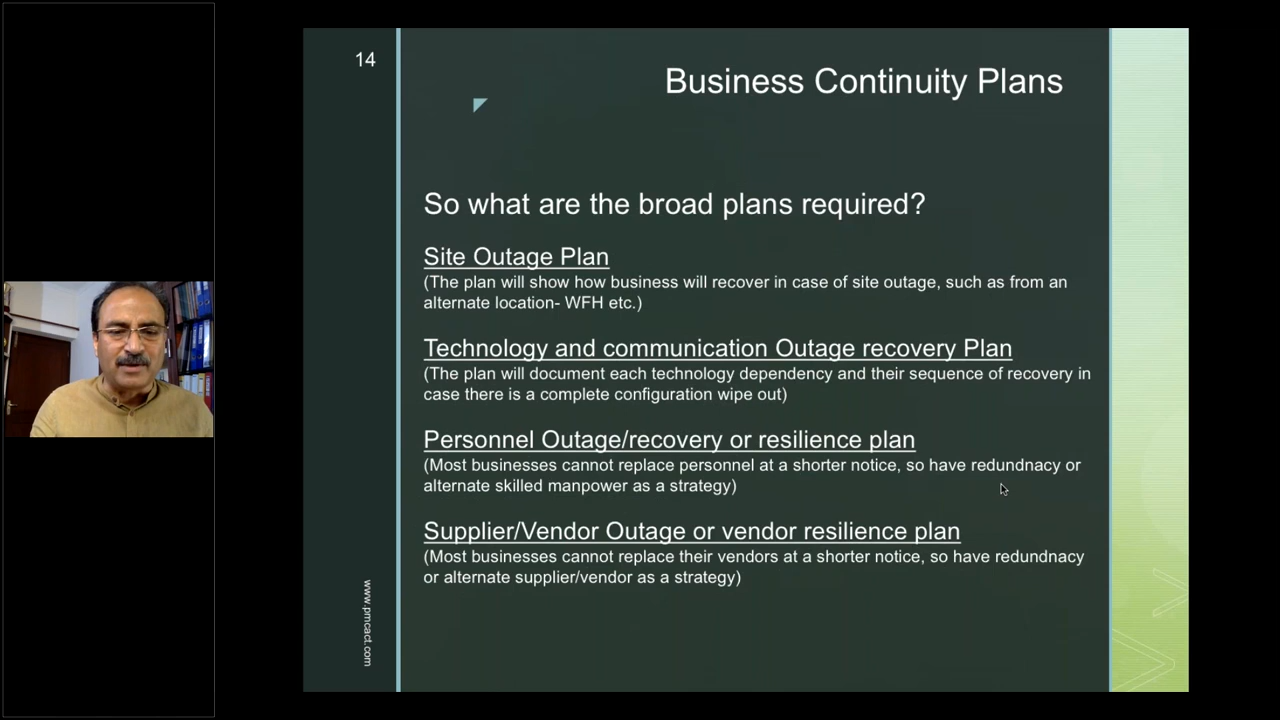 14
Business Continuity Plans
So what are the broad plans required?
Site Outage Plan
(The plan will show how business will recover in case of site outage, such as from an
alternate location- WFH etc.)
Technology and communication Outage recovery Plan
(The plan will document each technology dependency and their sequence of recovery in
case there is a complete configuration wipe out)
Personnel Outage/recovery or resilience plan
(Most businesses cannot replace personnel at a shorter notice, so have redundnacy or
alternate skilled manpower as a strategy)
Supplier/Vendor Outage or vendor resilience plan
(Most businesses cannot replace their vendors at a shorter notice, so have redundnacy
or alternate supplier/vendor as a strategy)
www.pmcact.com